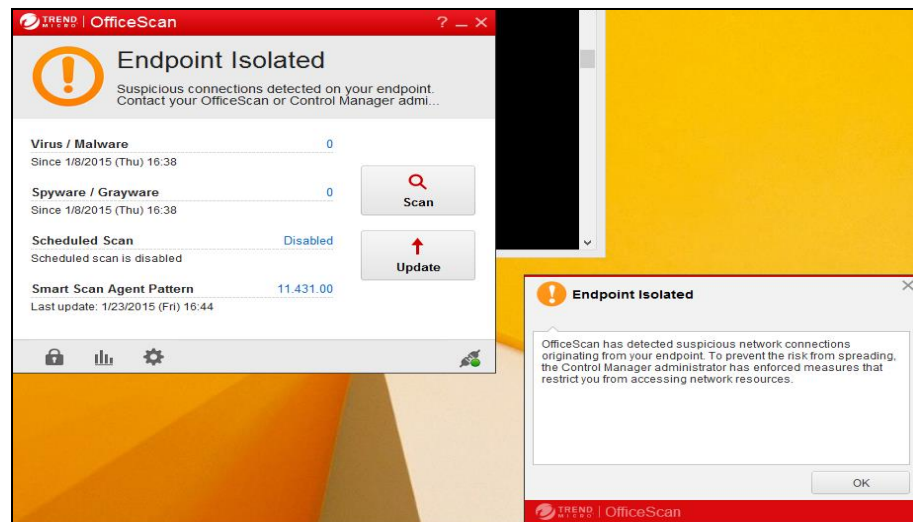 TREND MICRO | OfficeScan ? – ×
Endpoint Isolated
Suspicious connections detected on your endpoint.
Contact your OfficeScan or Control Manager admi...
Virus / Malware 0
Since 1/8/2015 (Thu) 16:38
Spyware / Grayware 0
Since 1/8/2015 (Thu) 16:38
Scan
Scheduled Scan Disabled
Scheduled scan is disabled
Update
Smart Scan Agent Pattern 11.431.00
Last update: 1/23/2015 (Fri) 16:44
Endpoint Isolated
OfficeScan has detected suspicious network connections
originating from your endpoint. To prevent the risk from spreading,
the Control Manager administrator has enforced measures that
restrict you from accessing network resources.
OK
TREND MICRO | OfficeScan